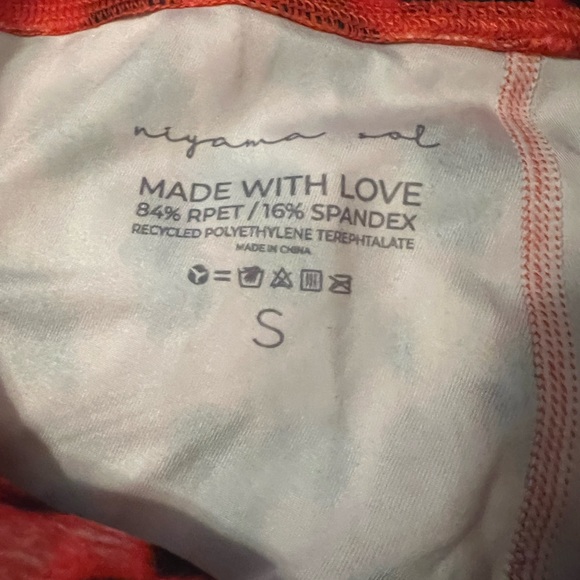 niyama sol
MADE WITH LOVE
84% RPET / 16% SPANDEX
RECYCLED POLYETHYLENE TEREPHTALATE
MADE IN CHINA
=
S